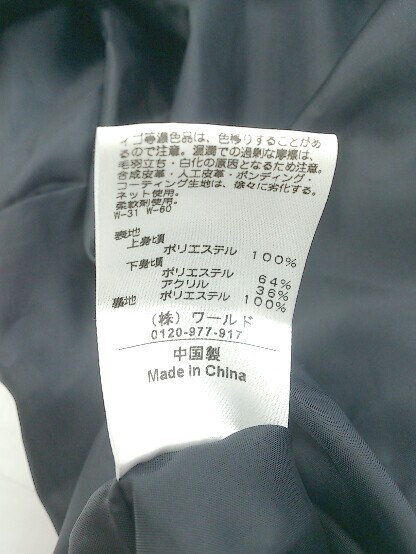 ィゴ等濃色品は、色移りすることがあ
るので注意。湿潤での過剰な摩擦は、
毛羽立ち・白化の原因となるため注意。
合成皮革・人工皮革・ボンディング・
コーティング生地は、徐々に劣化する。
ネット使用。
柔軟剤使用。
W-31 W-60
表地
上身頃
ポリエステル 100%
下身頃
ポリエステル 64%
アクリル 36%
裏地 ポリエステル 100%
(株) ワールド
0120-977-917
中国製
Made in China